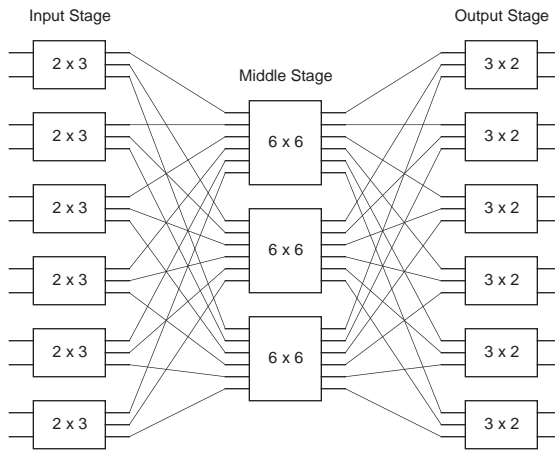 Input Stage
Output Stage
Middle Stage
2 x 3
2 x 3
2 x 3
2 x 3
2 x 3
2 x 3
6 x 6
6 x 6
6 x 6
3 x 2
3 x 2
3 x 2
3 x 2
3 x 2
3 x 2